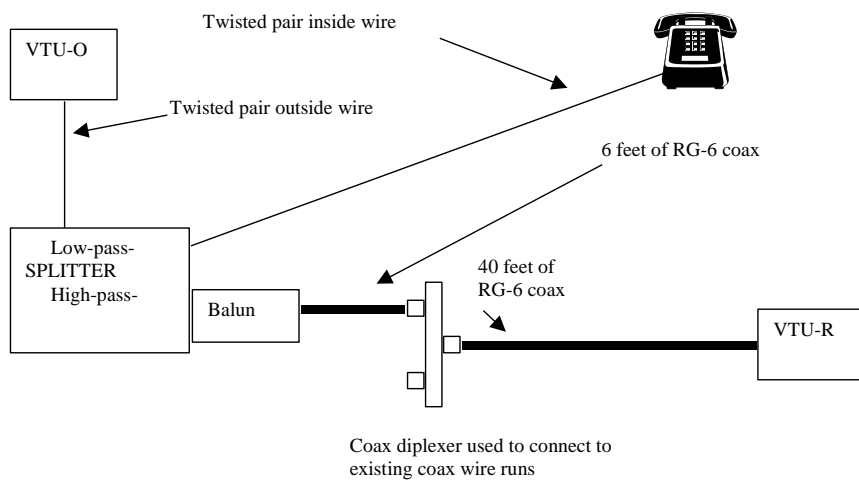 Twisted pair inside wire
VTU-O
Twisted pair outside wire
6 feet of RG-6 coax
Low-pass-
SPLITTER
High-pass-
40 feet of
RG-6 coax
Balun
VTU-R
Coax diplexer used to connect to
existing coax wire runs